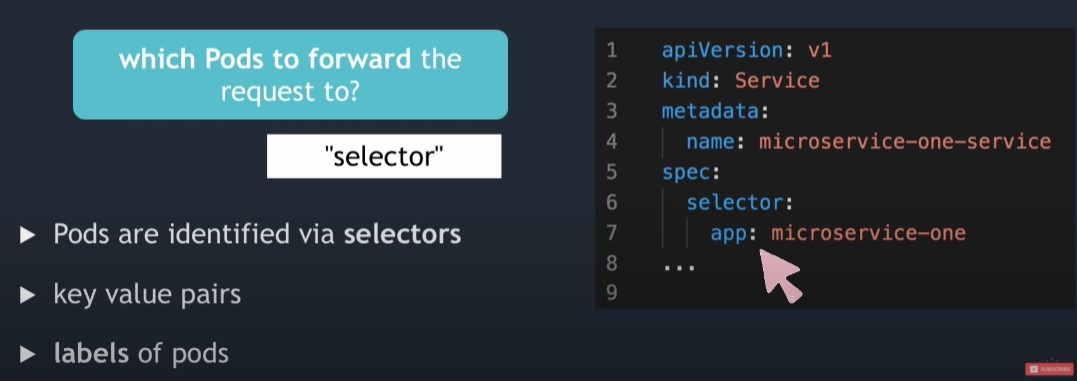 which Pods to forward the
request to?
"selector"
▶ Pods are identified via selectors
▶ key value pairs
▶ labels of pods
1 apiVersion: v1
2 kind: Service
3 metadata:
4 name: microservice-one-service
5 spec:
6 selector:
7 app: microservice-one
8 ...
9
SUBSCRIBE